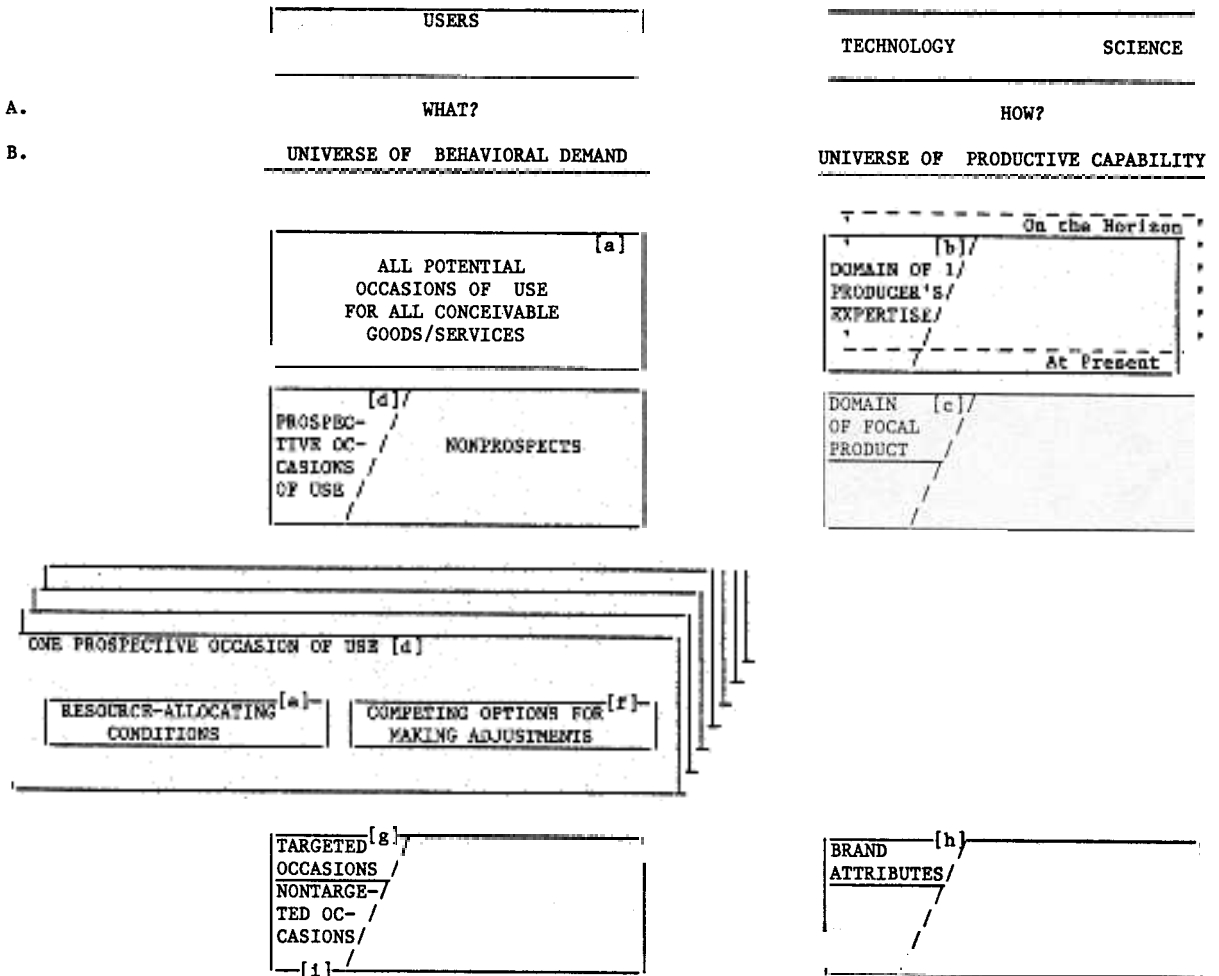 USERS
TECHNOLOGY SCIENCE
A. WHAT? HOW?
B. UNIVERSE OF BEHAVIORAL DEMAND UNIVERSE OF PRODUCTIVE CAPABILITY
[a]
ALL POTENTIAL
OCCASIONS OF USE
FOR ALL CONCEIVABLE
GOODS/SERVICES
On the Horizon
[b]/
DOMAIN OF 1/
PRODUCER'S/
EXPERTISE/
At Present
[d]/
PROSPEC-
TIVE OC-
CASIONS
OF USE
NONPROSPECTS
DOMAIN [c]/
OF FOCAL
PRODUCT
ONE PROSPECTIVE OCCASION OF USE [d]
RESOURCE-ALLOCATING [e]
CONDITIONS
COMPETING OPTIONS FOR [f]
MAKING ADJUSTMENTS
TARGETED [g]
OCCASIONS
NONTARGE-
TED OC-
CASIONS/
[i]
BRAND [h]
ATTRIBUTES/